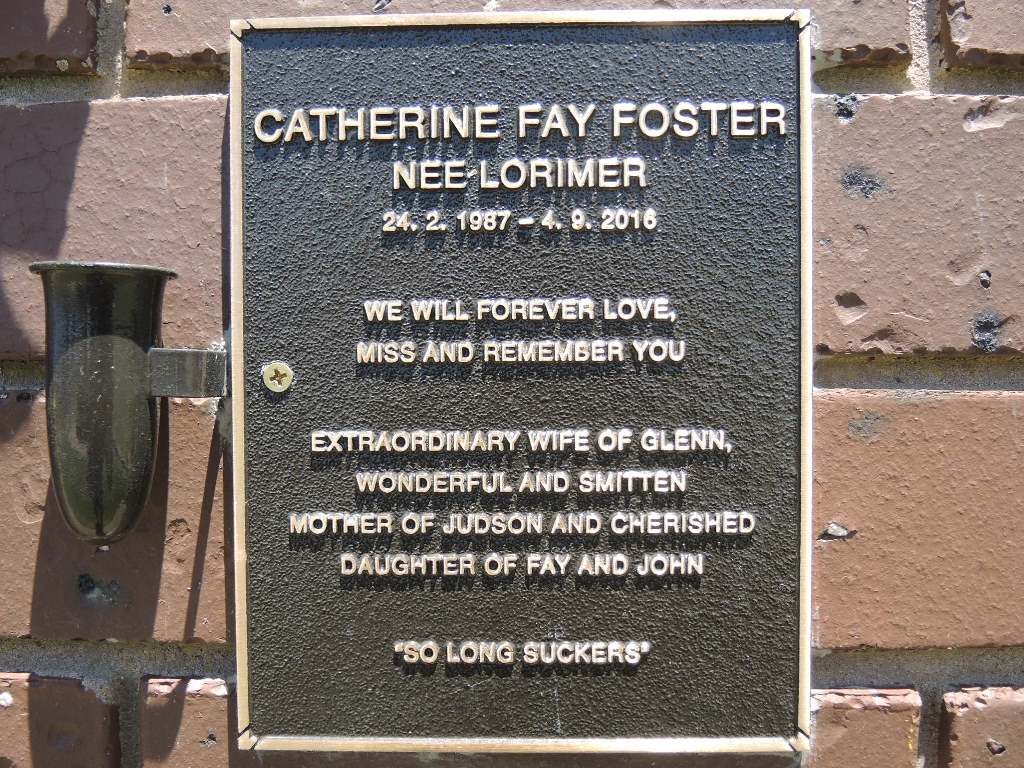 CATHERINE FAY FOSTER
NEE LORIMER
24. 2. 1987 – 4. 9. 2016
WE WILL FOREVER LOVE,
MISS AND REMEMBER YOU
EXTRAORDINARY WIFE OF GLENN,
WONDERFUL AND SMITTEN
MOTHER OF JUDSON AND CHERISHED
DAUGHTER OF FAY AND JOHN
"SO LONG SUCKERS"